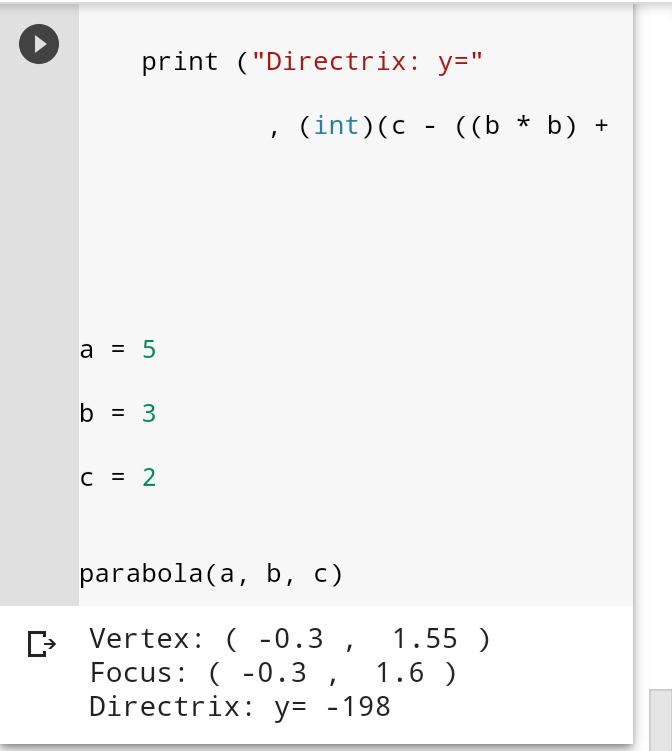 print ("Directrix: y="
, (int)(c - ((b * b) +
a = 5
b = 3
c = 2
parabola(a, b, c)
Vertex: ( -0.3 ,  1.55 )
Focus: ( -0.3 ,  1.6 )
Directrix: y= -198